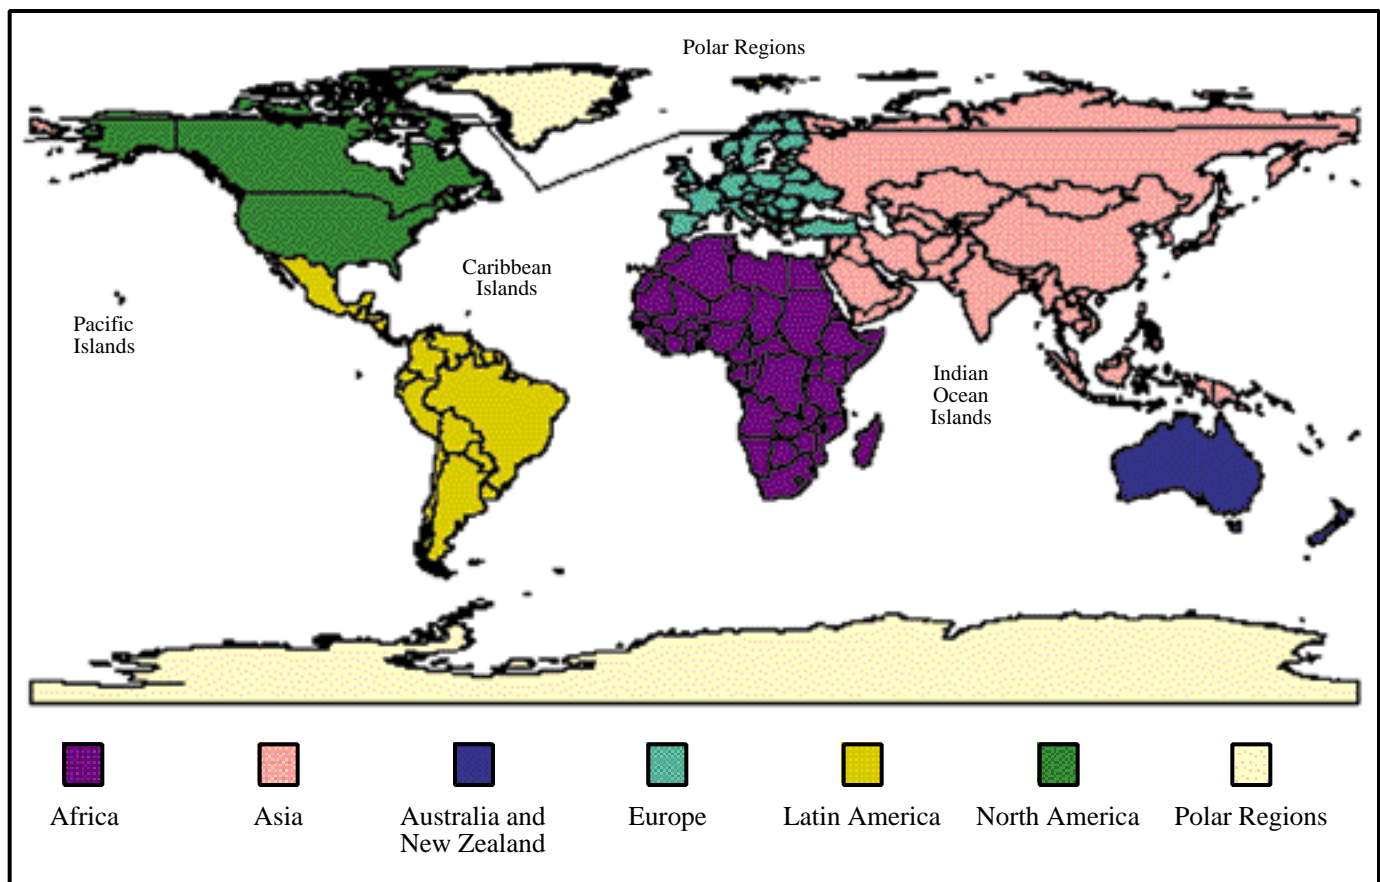 Polar Regions
Caribbean
Islands
Pacific
Islands
Indian
Ocean
Islands
Africa
Asia
Australia and
New Zealand
Europe
Latin America
North America
Polar Regions